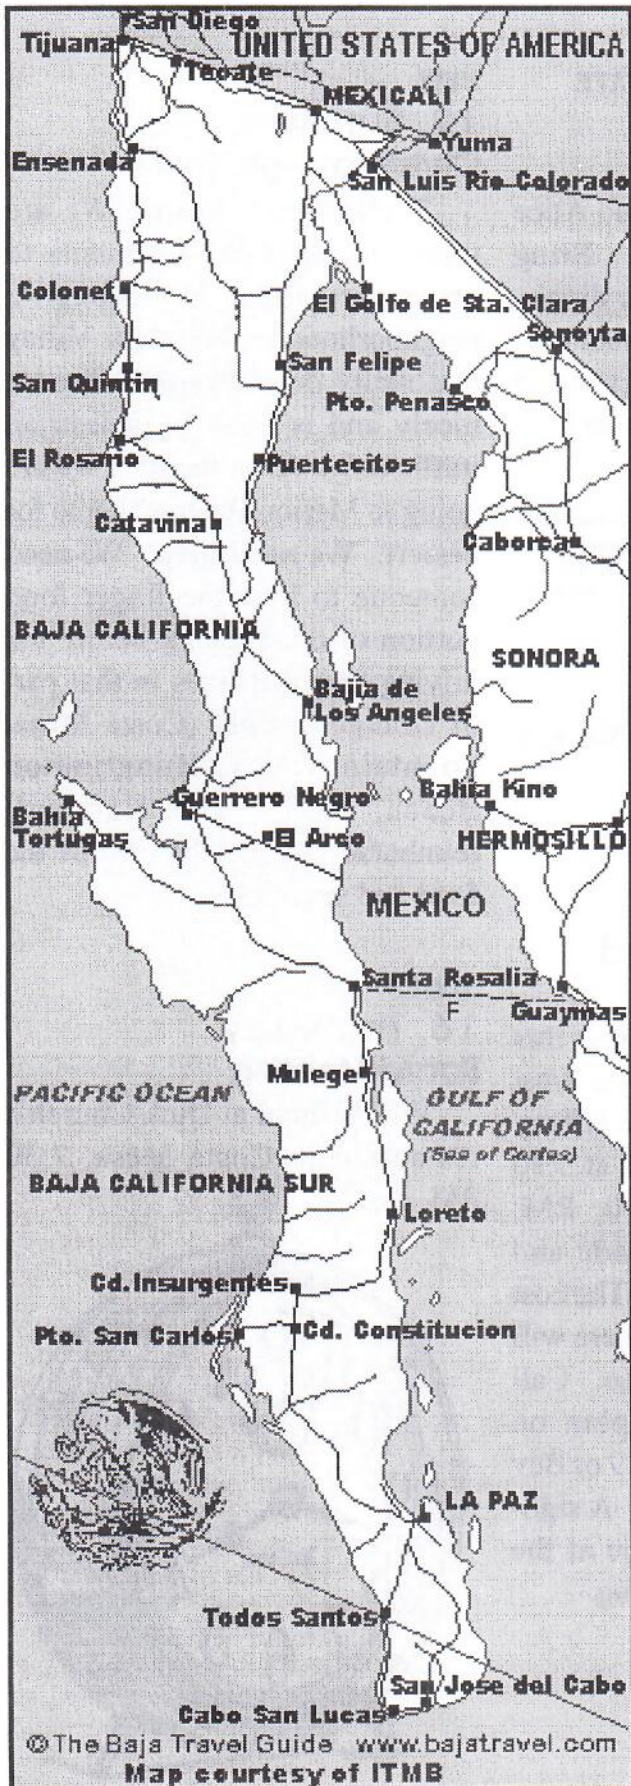 San Diego
Tijuana
UNITED STATES OF AMERICA
Tecate
MEXICALI
Yuma
Ensenada
San Luis Rio Colorado
Colonet
El Golfo de Sta. Clara
Sonoyta
San Felipe
San Quintin
Pto. Penasco
El Rosario
Puertecitos
Catavina
Caborca
BAJA CALIFORNIA
SONORA
Bajia de
Los Angeles
Guerrero Negro
Bahia Kino
Bahia
Tortugas
El Arco
HERMOSILLO
MEXICO
Santa Rosalia
F
Guaymas
Mulege
PACIFIC OCEAN
GULF OF
CALIFORNIA
(Sea of Cortes)
BAJA CALIFORNIA SUR
Loreto
Cd.Insurgentes
Pto. San Carlos
Cd. Constitucion
LA PAZ
Todos Santos
San Jose del Cabo
Cabo San Lucas
©The Baja Travel Guide www.bajatravel.com
Map courtesy of ITMB